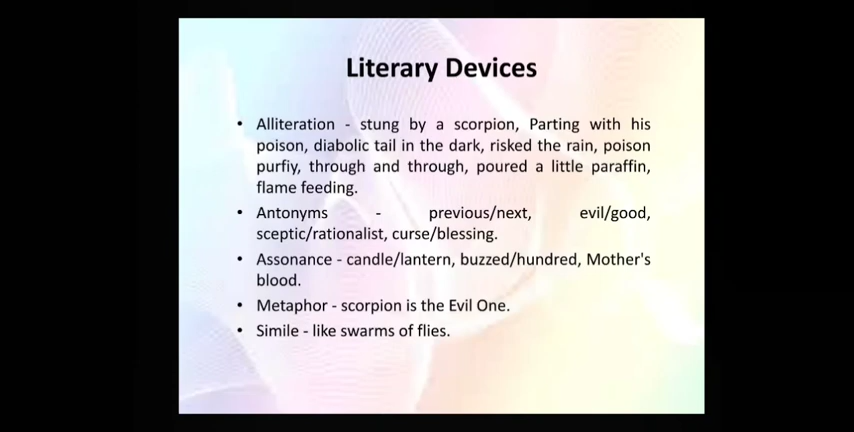 Literary Devices
• Alliteration - stung by a scorpion, Parting with his
poison, diabolic tail in the dark, risked the rain, poison
purfiy, through and through, poured a little paraffin,
flame feeding.
• Antonyms - previous/next, evil/good,
sceptic/rationalist, curse/blessing.
• Assonance - candle/lantern, buzzed/hundred, Mother's
blood.
• Metaphor - scorpion is the Evil One.
• Simile - like swarms of flies.